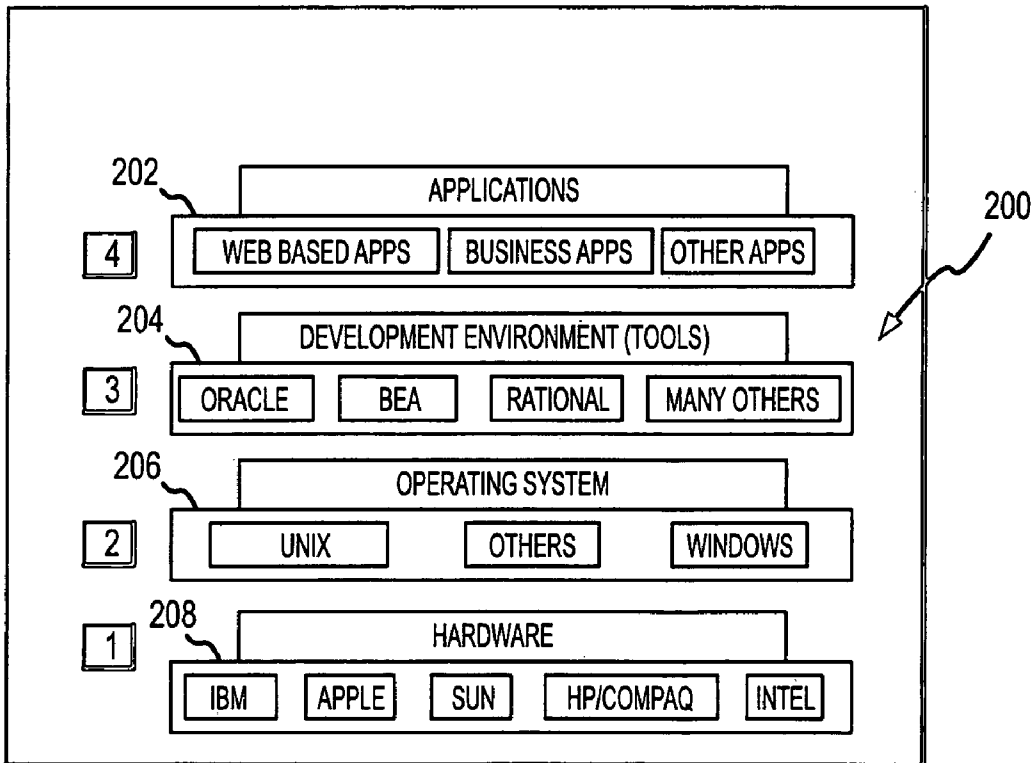 202
APPLICATIONS
200
4
WEB BASED APPS BUSINESS APPS OTHER APPS
204
DEVELOPMENT ENVIRONMENT (TOOLS)
3
ORACLE BEA RATIONAL MANY OTHERS
206
OPERATING SYSTEM
2
UNIX OTHERS WINDOWS
208
1
HARDWARE
IBM APPLE SUN HP/COMPAQ INTEL